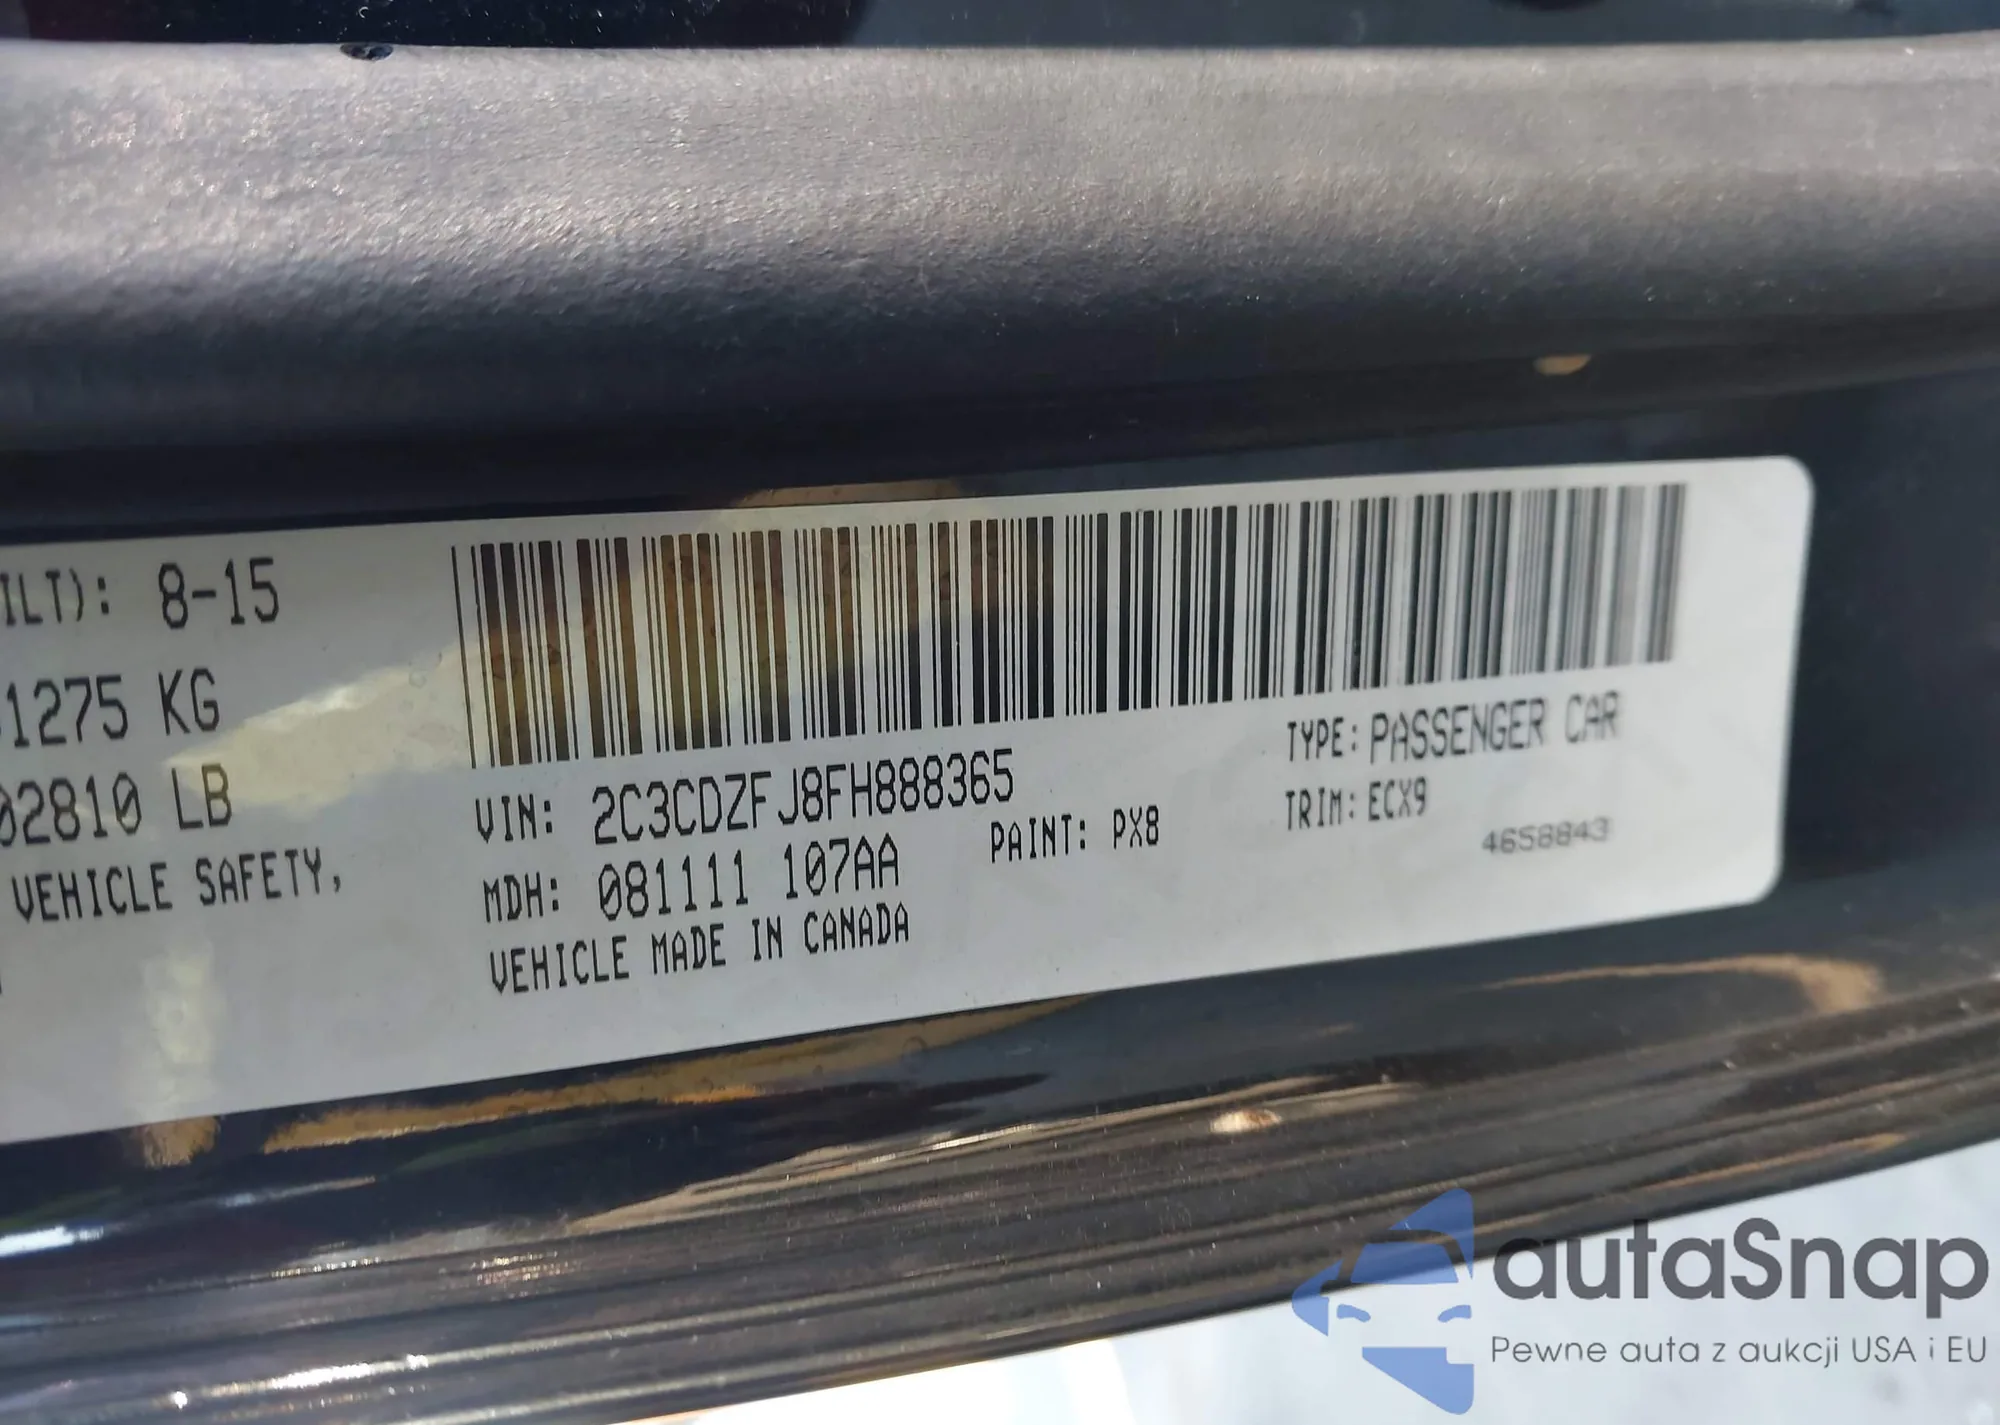 ILT): 8-15
1275 KG
02810 LB
VEHICLE SAFETY,
VIN: 2C3CDZFJ8FH888365
MDH: 081111 107AA
PAINT: PX8
VEHICLE MADE IN CANADA
TYPE: PASSENGER CAR
TRIM: ECX9
4658843
autaSnap
Pewne auta z aukcji USA i EU